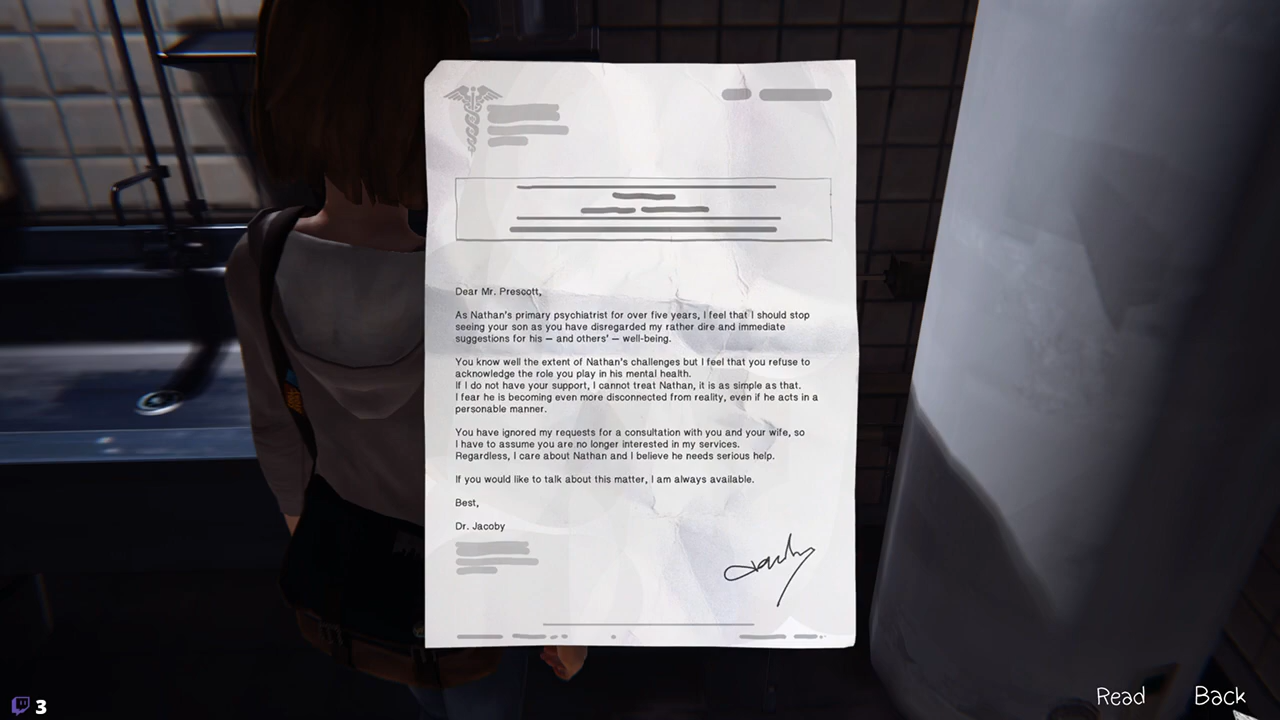 Dear Mr. Prescott,
As Nathan's primary psychiatrist for over five years, I feel that I should stop
seeing your son as you have disregarded my rather dire and immediate
suggestions for his — and others' — well-being.
You know well the extent of Nathan's challenges but I feel that you refuse to
acknowledge the role you play in his mental health.
If I do not have your support, I cannot treat Nathan, it is as simple as that.
I fear he is becoming even more disconnected from reality, even if he acts in a
personable manner.
You have ignored my requests for a consultation with you and your wife, so
I have to assume you are no longer interested in my services.
Regardless, I care about Nathan and I believe he needs serious help.
If you would like to talk about this matter, I am always available.
Best,
Dr. Jacoby
3
Read Back